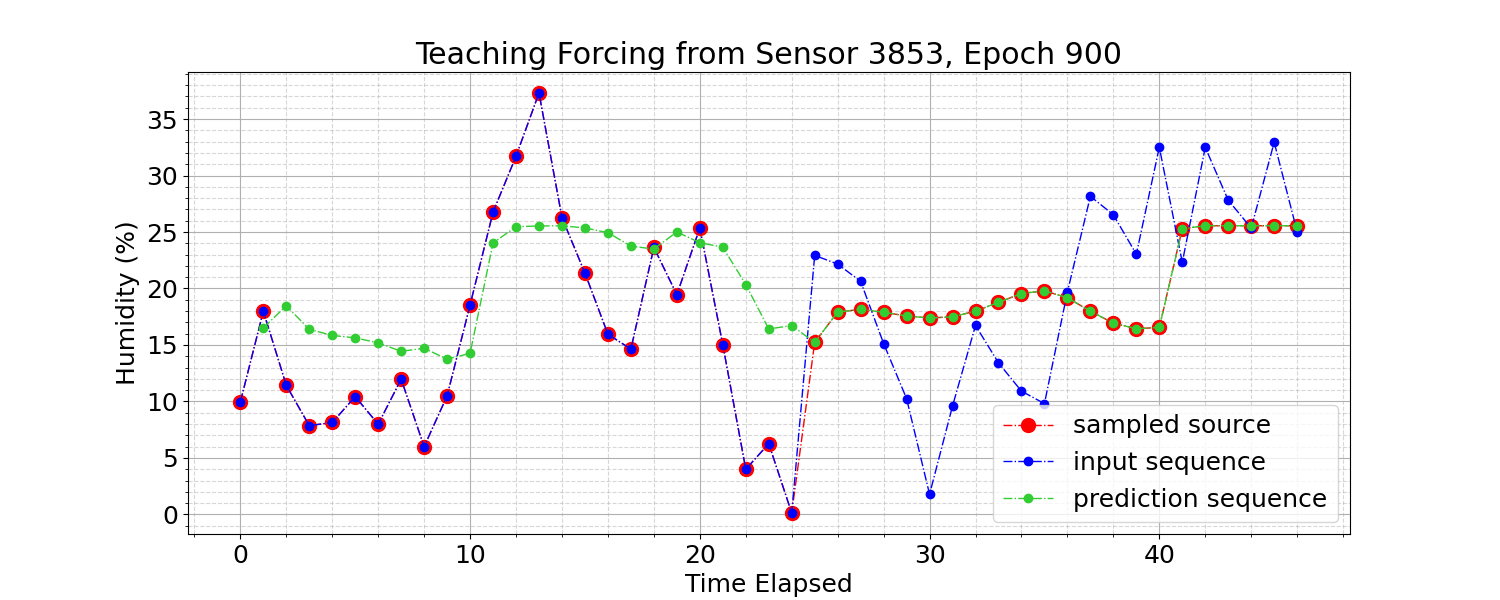 Teaching Forcing from Sensor 3853, Epoch 900
Humidity (%)
35
30
25
20
15
10
5
0
0 10 20 30 40
Time Elapsed
sampled source
input sequence
prediction sequence